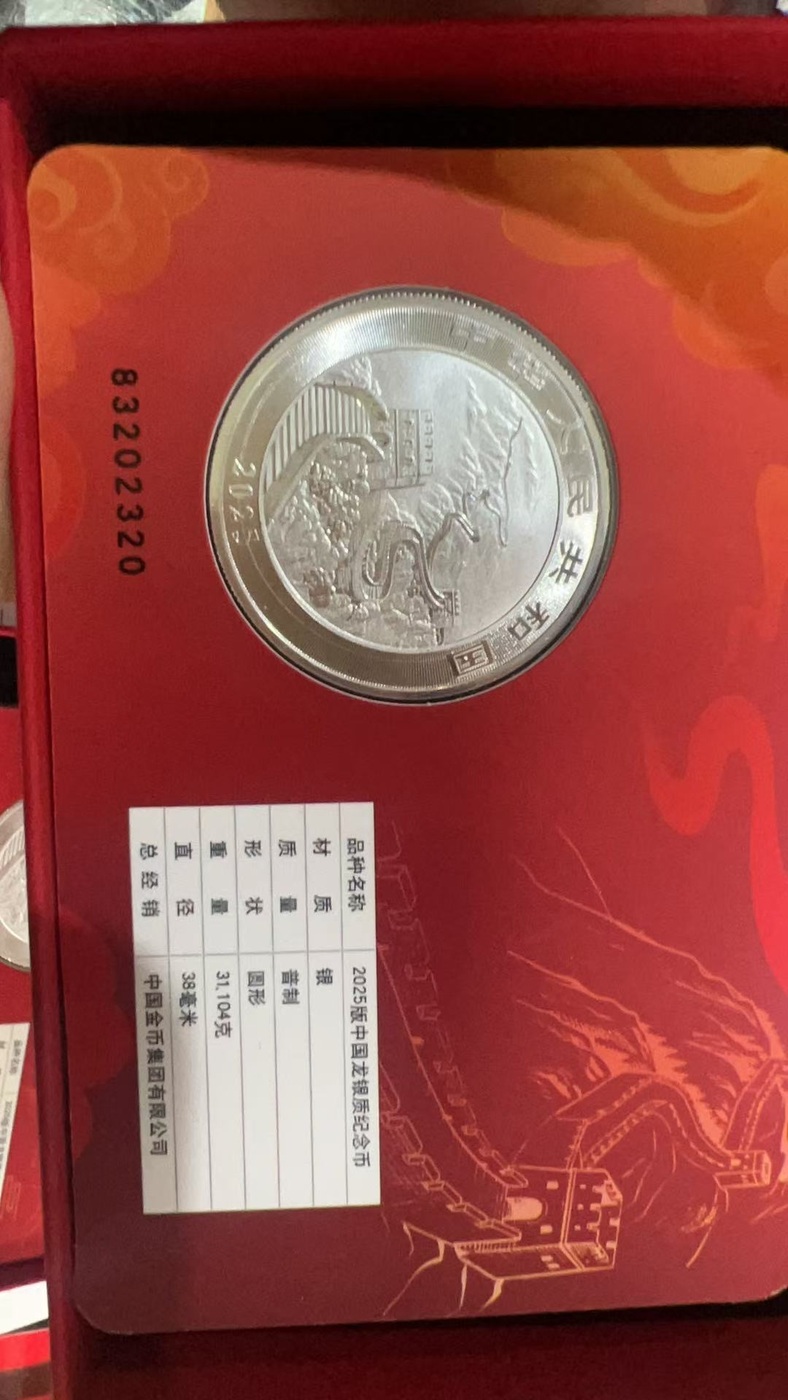 中华人民共和国
2025
83202320
品种名称 2025版中国龙银质纪念币
材质 银
质量 普制
形状 圆形
重量 31.104克
直径 38毫米
总经销 中国金币集团有限公司